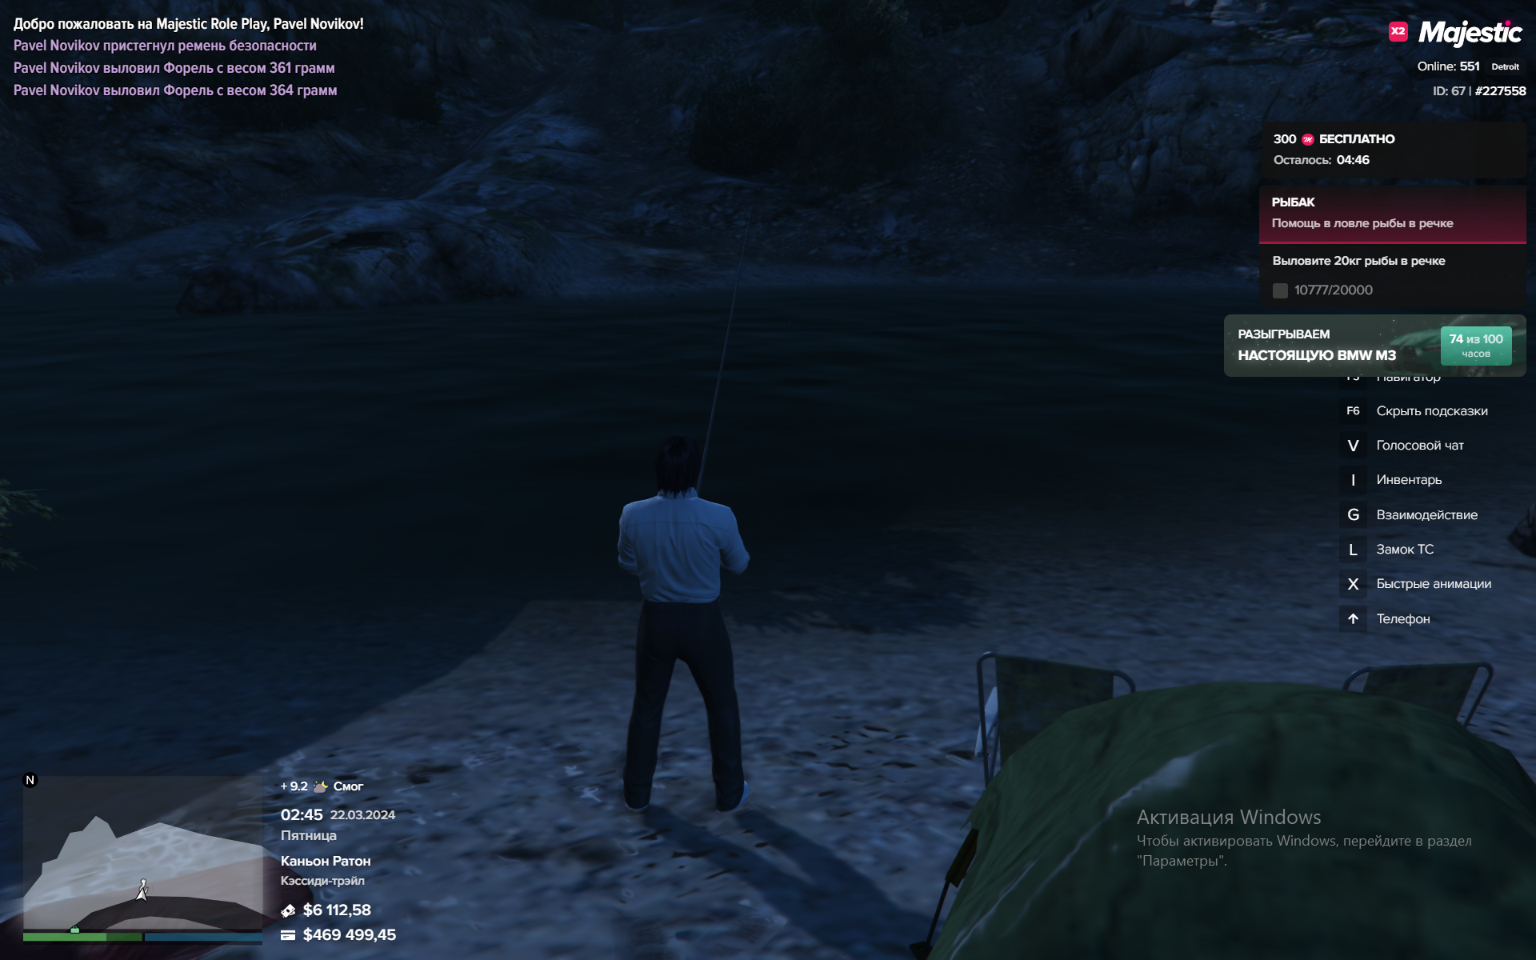 Добро пожаловать на Majestic Role Play, Pavel Novikov!
Pavel Novikov пристегнул ремень безопасности
Pavel Novikov выловил Форель с весом 361 грамм
Pavel Novikov выловил Форель с весом 364 грамм
X2 Majestic
Online: 551 Detroit
ID: 67 | #227558
300 БЕСПЛАТНО
Осталось: 04:46
РЫБАК
Помощь в ловле рыбы в речке
Выловите 20кг рыбы в речке
10777/20000
РАЗЫГРЫВАЕМ
НАСТОЯЩУЮ BMW M3
74 из 100
часов
Навигатор
F6 Скрыть подсказки
V Голосовой чат
I Инвентарь
G Взаимодействие
L Замок ТС
X Быстрые анимации
Телефон
N
+ 9.2 Смог
02:45 22.03.2024
Пятница
Каньон Ратон
Кэссиди-трэйл
$6 112,58
$469 499,45
Активация Windows
Чтобы активировать Windows, перейдите в раздел
"Параметры".